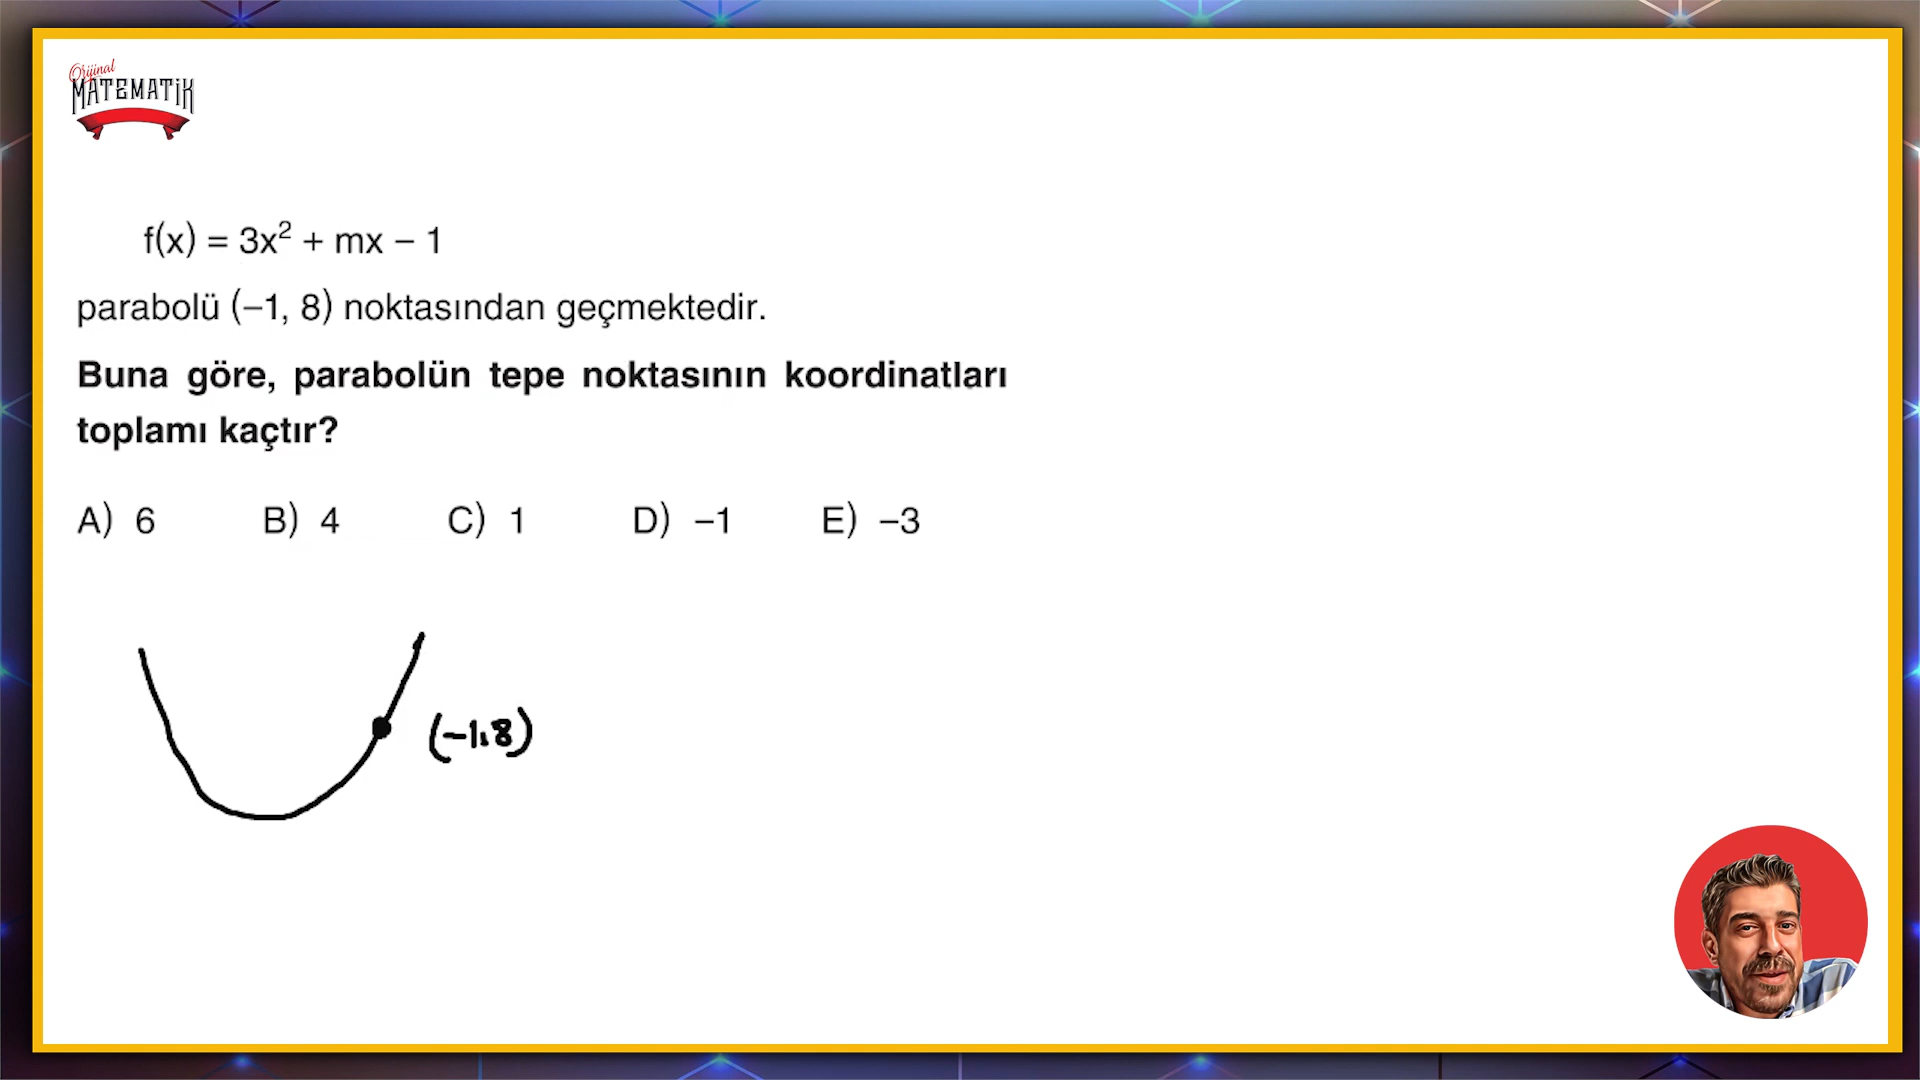 Orijinal
MATEMATİK
f(x) = 3x² + mx – 1
parabolü (–1, 8) noktasından geçmektedir.
Buna göre, parabolün tepe noktasının koordinatları
toplamı kaçtır?
A) 6 B) 4 C) 1 D) –1 E) –3
(-1,8)